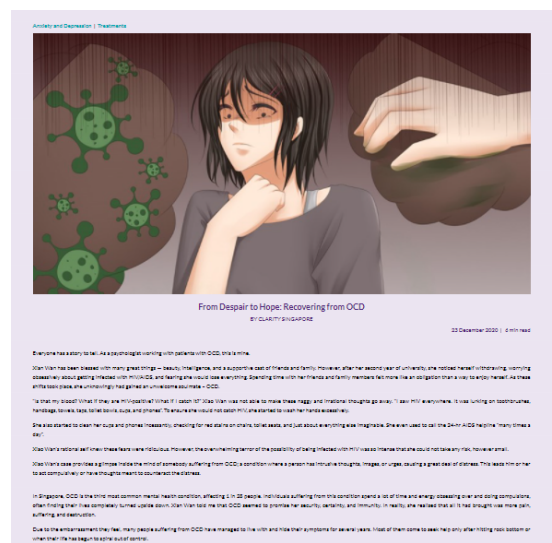 Anxiety and Depression | Treatments
From Despair to Hope: Recovering from OCD
BY CLARITY SINGAPORE
23 December 2020 | 6 min read
Everyone has a story to tell. As a psychologist working with patients with OCD, this is mine.
Xian Wan has been blessed with many great things — beauty, intelligence, and a supportive cast of friends and family. However, after her second year of university, she noticed herself withdrawing, worrying
obsessively about getting infected with HIV/AIDS, and fearing she would lose everything. Spending time with her friends and family members felt more like an obligation than a way to enjoy herself. As these
shifts took place, she unknowingly had gained an unwelcome soulmate – OCD.
"Is that my blood? What if they are HIV-positive? What if I catch it?" Xiao Wan was not able to make these naggy and irrational thoughts go away. "I saw HIV everywhere. It was lurking on toothbrushes,
handbags, towels, taps, toilet bowls, cups, and phones". To ensure she would not catch HIV, she started to wash her hands excessively.
She also started to clean her cups and phones incessantly, checking for red stains on chairs, toilet seats, and just about everything else imaginable. She even used to call the 24-hr AIDS helpline "many times a
day".
Xiao Wan's rational self knew these fears were ridiculous. However, the overwhelming terror of the possibility of being infected with HIV was so intense that she could not take any risk, however small.
Xiao Wan's case provides a glimpse inside the mind of somebody suffering from OCD; a condition where a person has intrusive thoughts, images, or urges, causing a great deal of distress. This leads him or her
to act compulsively or have thoughts meant to counteract the distress.
In Singapore, OCD is the third most common mental health condition, affecting 1 in 28 people. Individuals suffering from this condition spend a lot of time and energy obsessing over and doing compulsions,
often finding their lives completely turned upside down. Xiao Wan told me that OCD seemed to promise her security, certainty, and immunity. In reality, she realised that all it had brought was more pain,
suffering, and destruction.
Due to the embarrassment they feel, many people suffering from OCD have managed to live with and hide their symptoms for several years. Most of them come to seek help only after hitting rock bottom or
when their life has begun to spiral out of control.